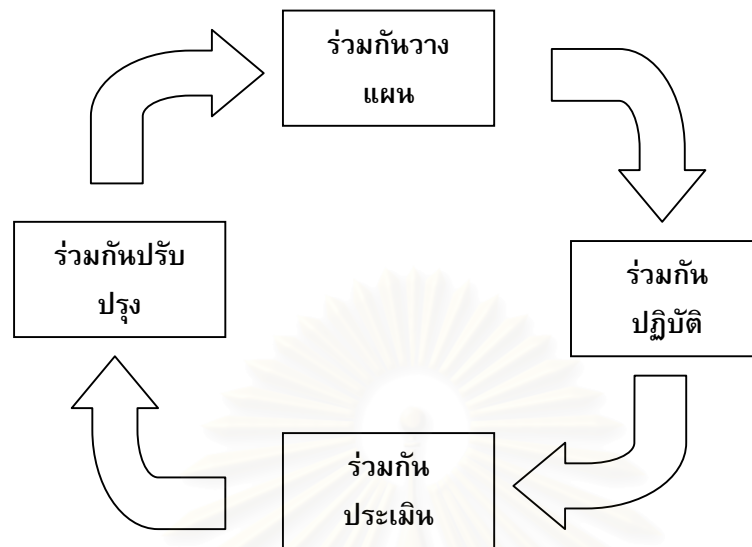 ร่วมกันวาง
แผน
ร่วมกัน
ปฏิบัติ
ร่วมกัน
ประเมิน
ร่วมกันปรับ
ปรุง